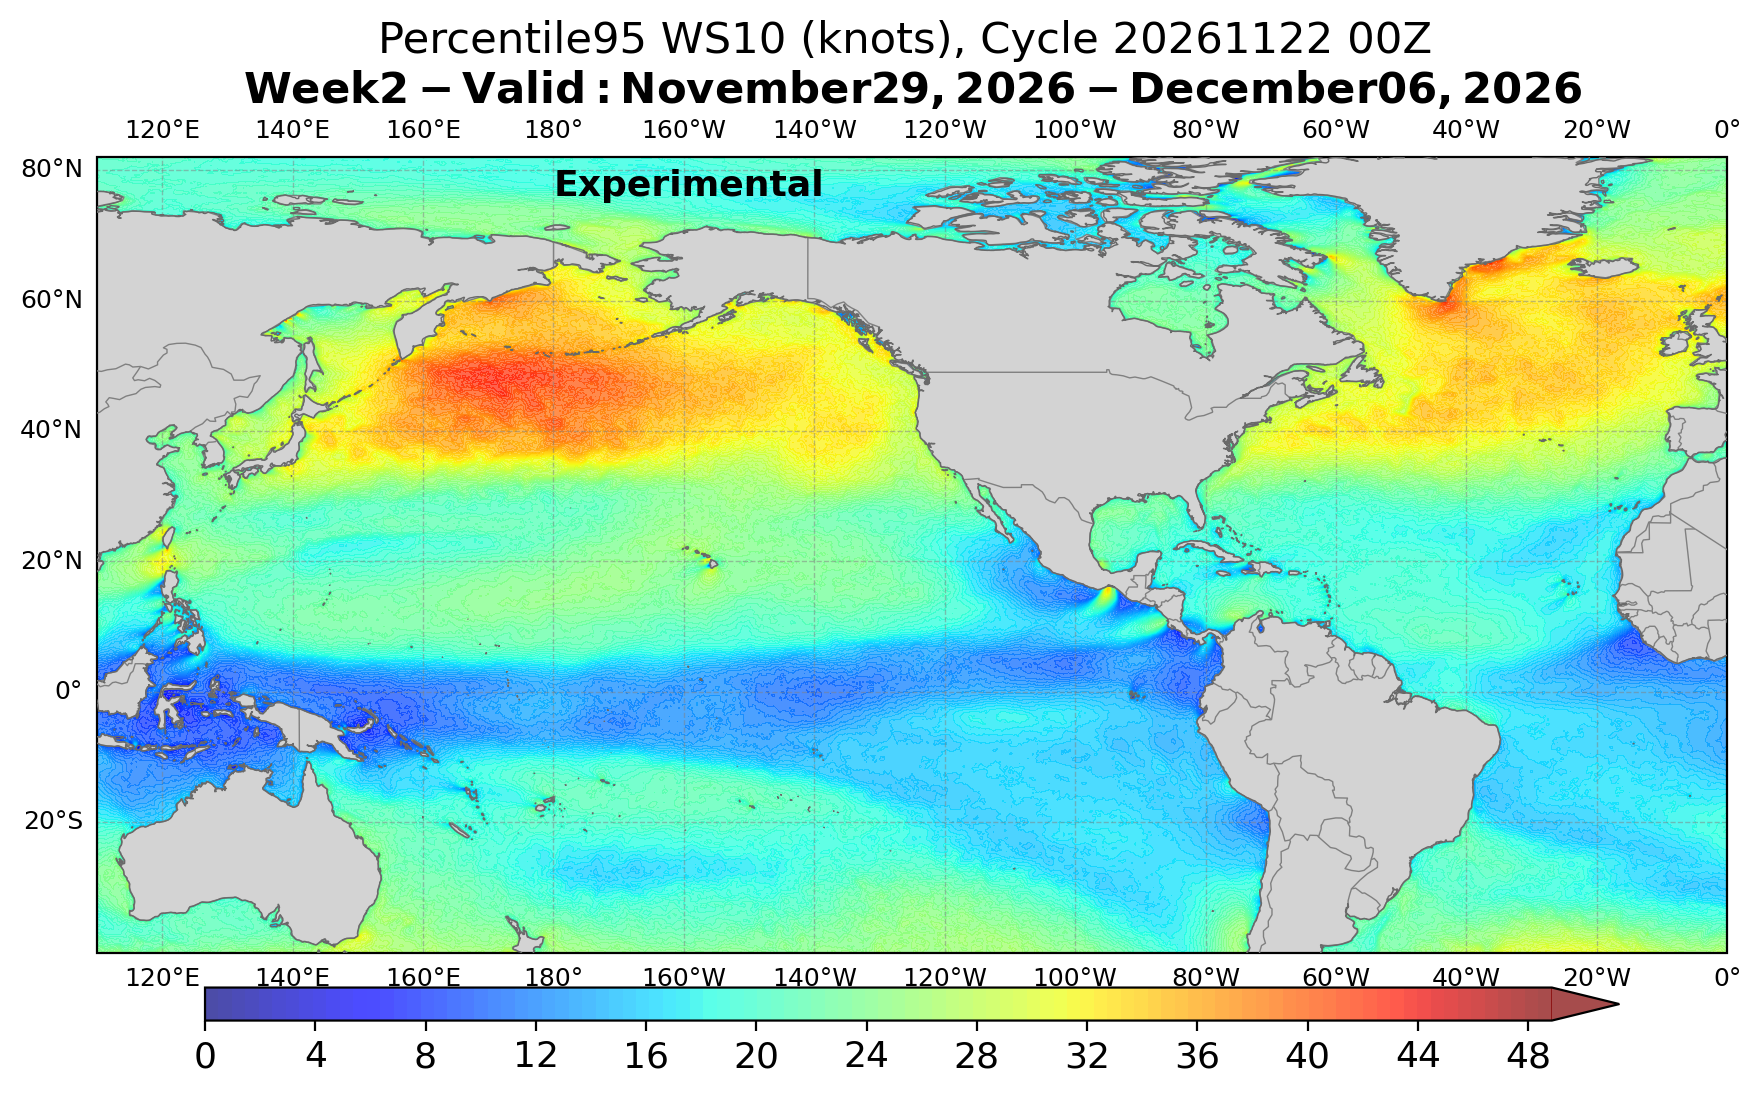 Percentile95 WS10 (knots), Cycle 20261122 00Z
Week2 − Valid : November29, 2026 − December06, 2026
120°E 140°E 160°E 180° 160°W 140°W 120°W 100°W 80°W 60°W 40°W 20°W 0°
80°N
Experimental
60°N
40°N
20°N
0°
20°S
120°E 140°E 160°E 180° 160°W 140°W 120°W 100°W 80°W 60°W 40°W 20°W 0°
0 4 8 12 16 20 24 28 32 36 40 44 48